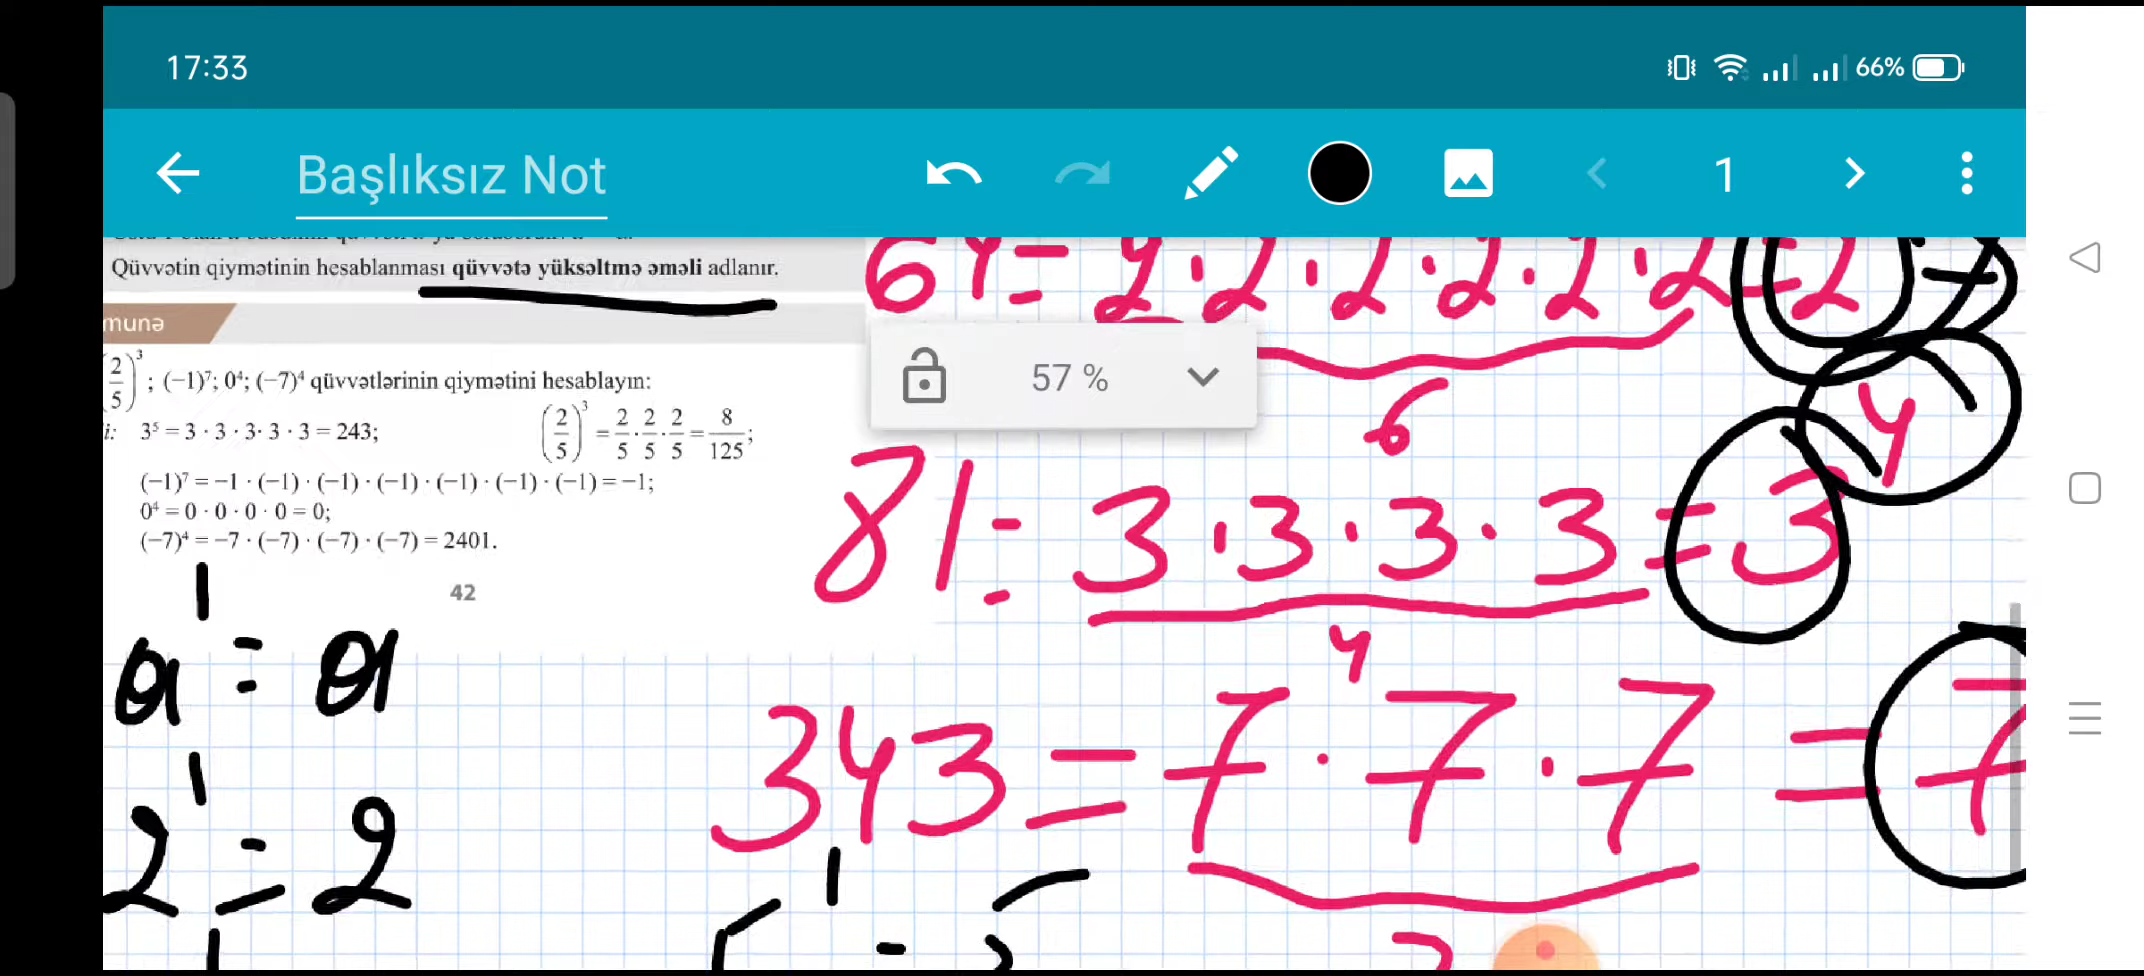 17:33
66%
Başlıksız Not
1
Qüvvətin qiymətinin hesablanması qüvvətə yüksəltmə əməli adlanır.
munə
(2/5)³ ; (−1)⁷; 0⁴; (−7)⁴ qüvvətlərinin qiymətini hesablayın:
i: 3⁵ = 3 · 3 · 3 · 3 · 3 = 243;
(2/5)³ = 2/5 · 2/5 · 2/5 = 8/125;
(−1)⁷ = −1 · (−1) · (−1) · (−1) · (−1) · (−1) · (−1) = −1;
0⁴ = 0 · 0 · 0 · 0 = 0;
(−7)⁴ = −7 · (−7) · (−7) · (−7) = 2401.
42
a¹ = a
2¹ = 2
64 = 2 · 2 · 2 · 2 · 2 · 2 = 2
57 %
6
81 = 3 · 3 · 3 · 3 = 3⁴
4
343 = 7 · 7 · 7 = 7